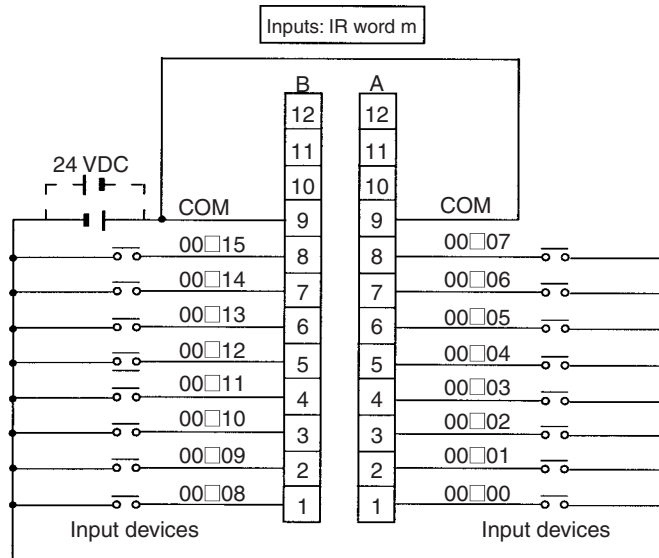 Inputs: IR word m
B A
12 12
11 11
24 VDC
10 10
COM 9 9 COM
00□15 8 8 00□07
00□14 7 7 00□06
00□13 6 6 00□05
00□12 5 5 00□04
00□11 4 4 00□03
00□10 3 3 00□02
00□09 2 2 00□01
00□08 1 1 00□00
Input devices Input devices